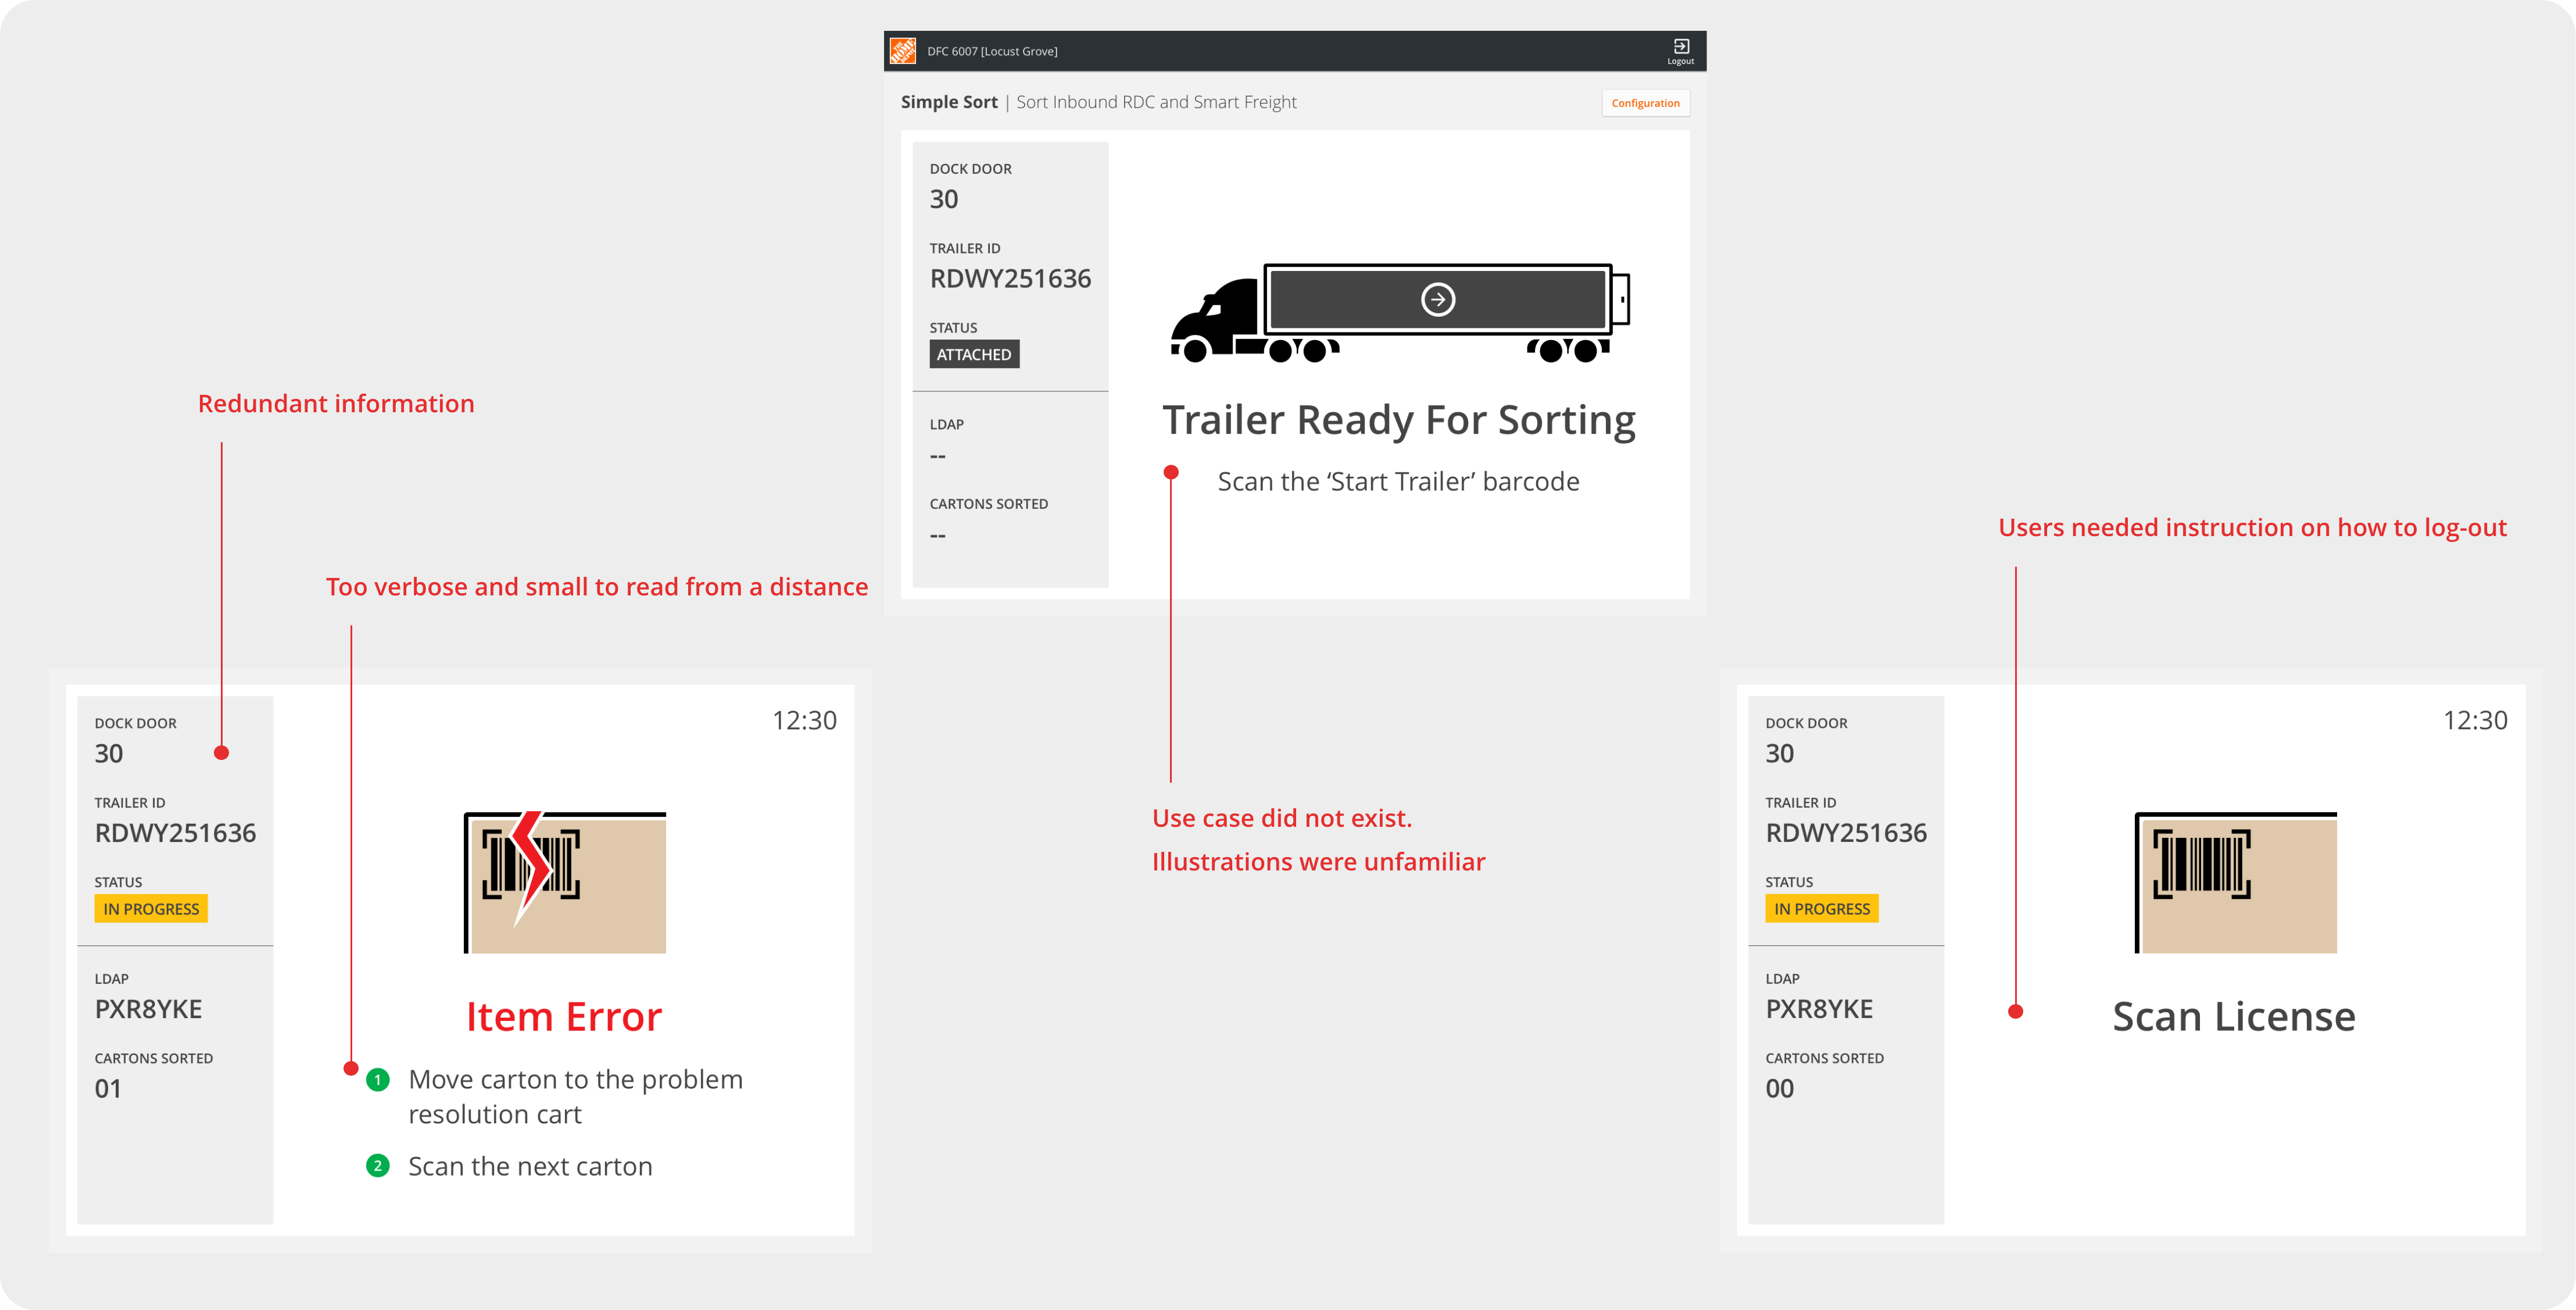 THE HOME DEPOT
DFC 6007 [Locust Grove]
Logout
Simple Sort | Sort Inbound RDC and Smart Freight
Configuration
DOCK DOOR
30
TRAILER ID
RDWY251636
STATUS
ATTACHED
LDAP
--
CARTONS SORTED
--
Trailer Ready For Sorting
Scan the ‘Start Trailer’ barcode
Redundant information
Too verbose and small to read from a distance
Use case did not exist.
Illustrations were unfamiliar
Users needed instruction on how to log-out
DOCK DOOR
30
TRAILER ID
RDWY251636
STATUS
IN PROGRESS
LDAP
PXR8YKE
CARTONS SORTED
01
12:30
Item Error
1 Move carton to the problem
resolution cart
2 Scan the next carton
DOCK DOOR
30
TRAILER ID
RDWY251636
STATUS
IN PROGRESS
LDAP
PXR8YKE
CARTONS SORTED
00
12:30
Scan License